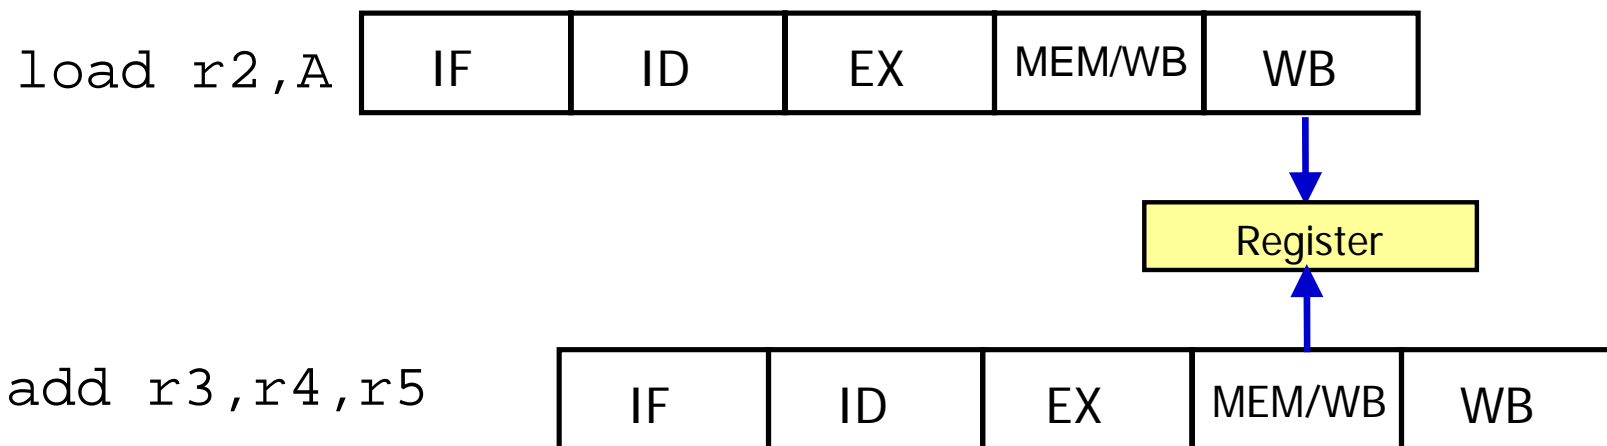 load r2,A IF ID EX MEM/WB WB
Register
add r3,r4,r5 IF ID EX MEM/WB WB